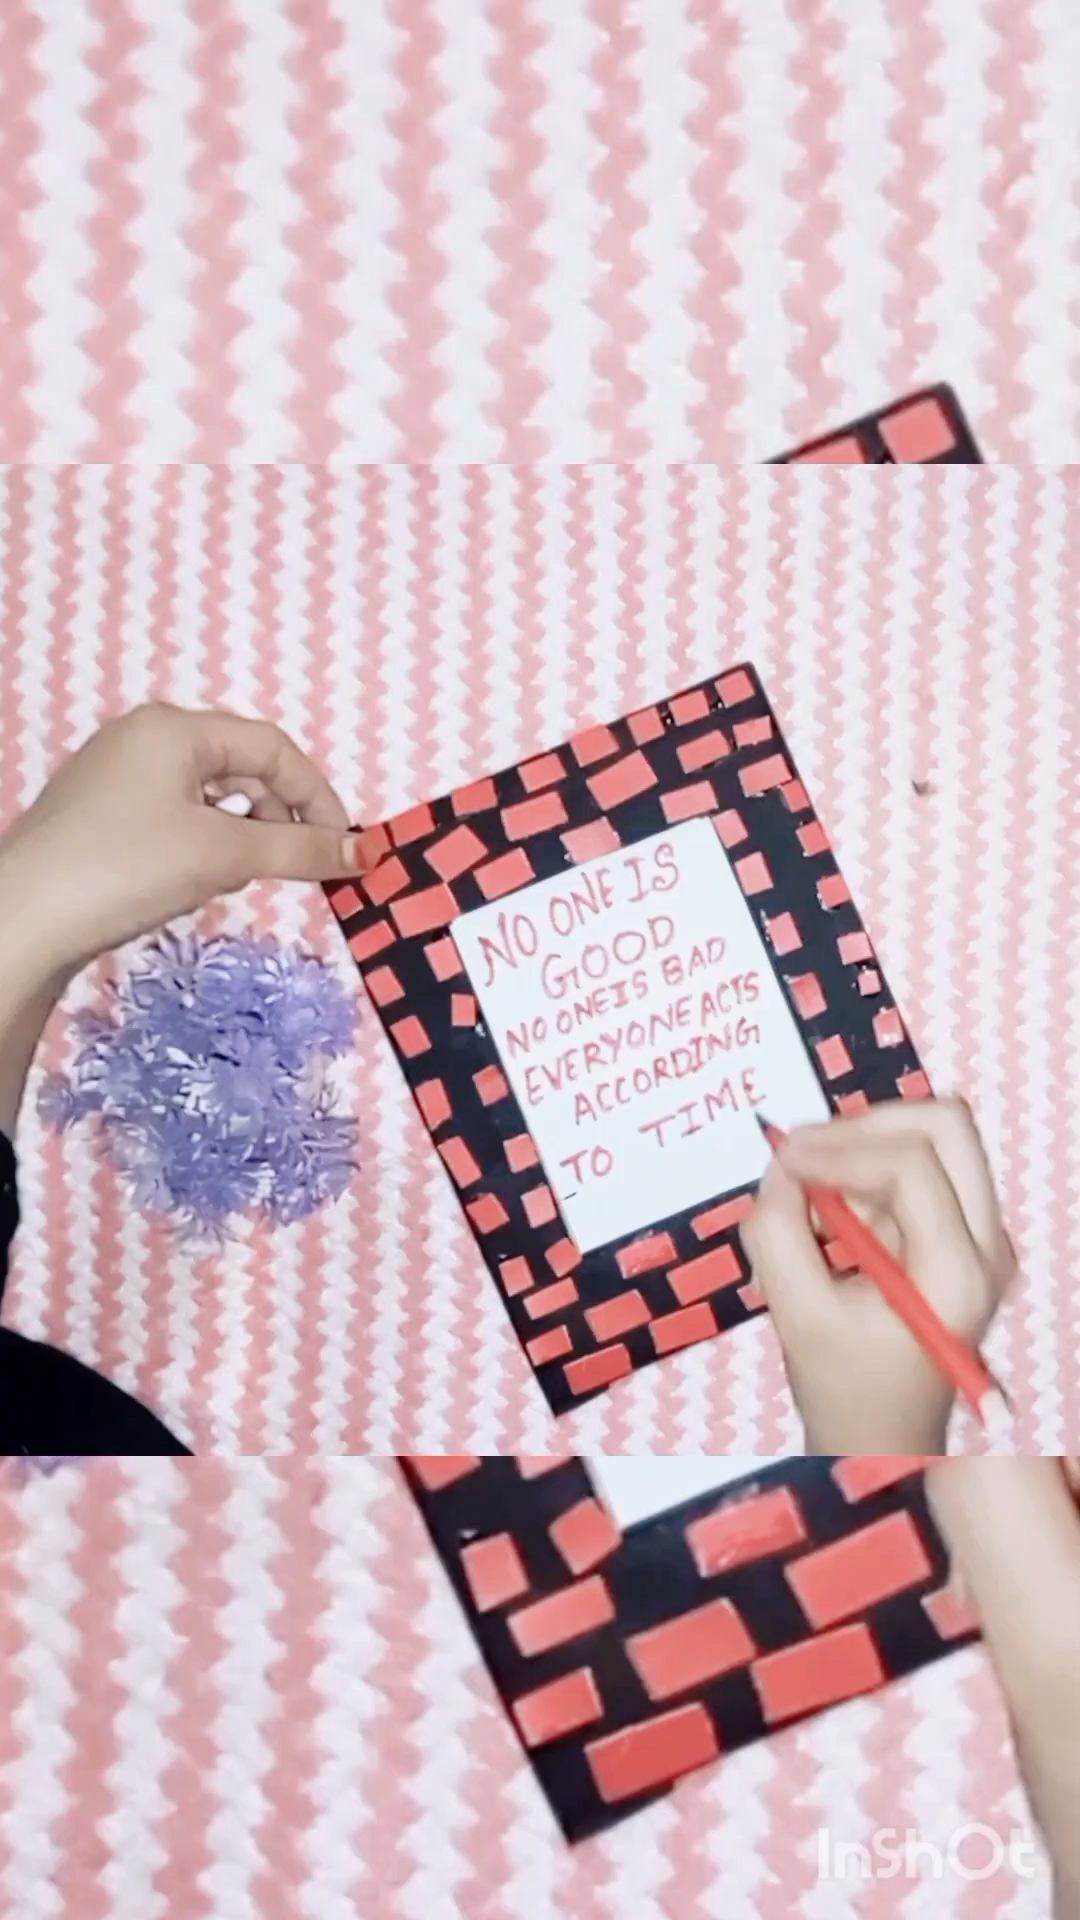 NO ONE IS
GOOD
NO ONE IS BAD
EVERYONE ACTS
ACCORDING
TO TIME
InShOt